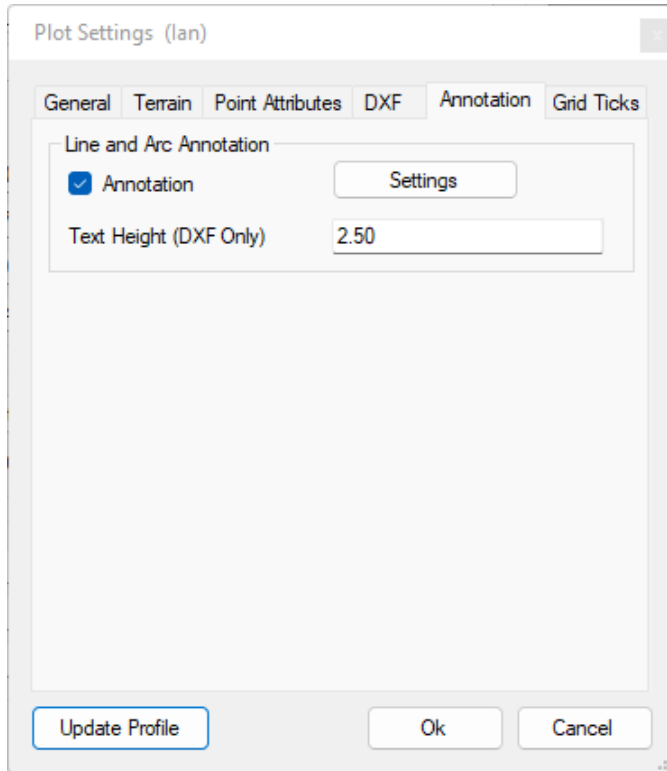 Plot Settings (Ian)
General Terrain Point Attributes DXF Annotation Grid Ticks
Line and Arc Annotation
Annotation Settings
Text Height (DXF Only) 2.50
Update Profile Ok Cancel